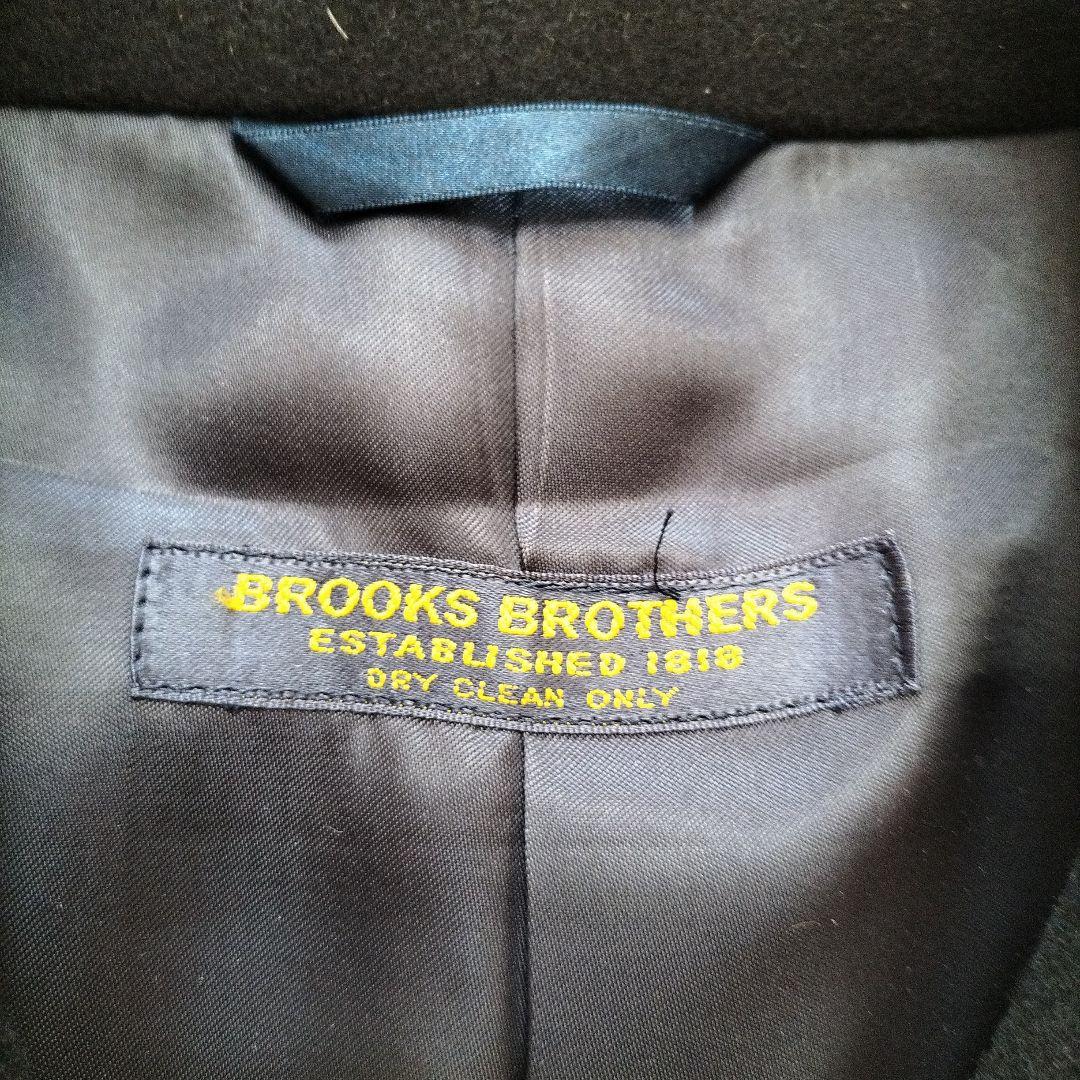 BROOKS BROTHERS
ESTABLISHED 1818
DRY CLEAN ONLY